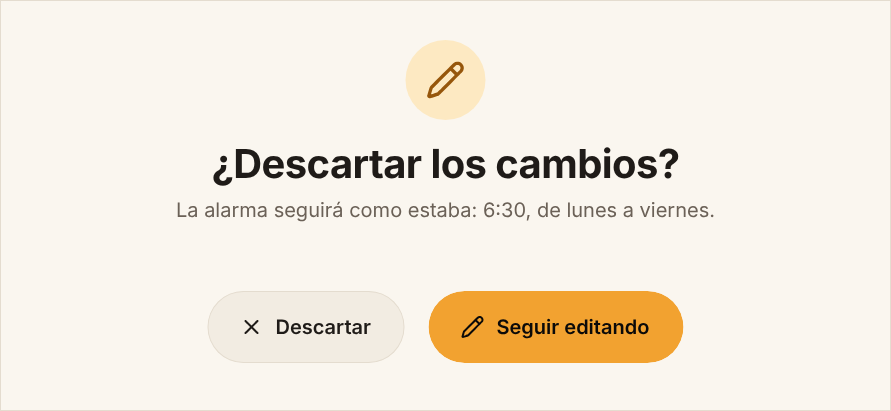 ¿Descartar los cambios?
La alarma seguirá como estaba: 6:30, de lunes a viernes.
Descartar
Seguir editando